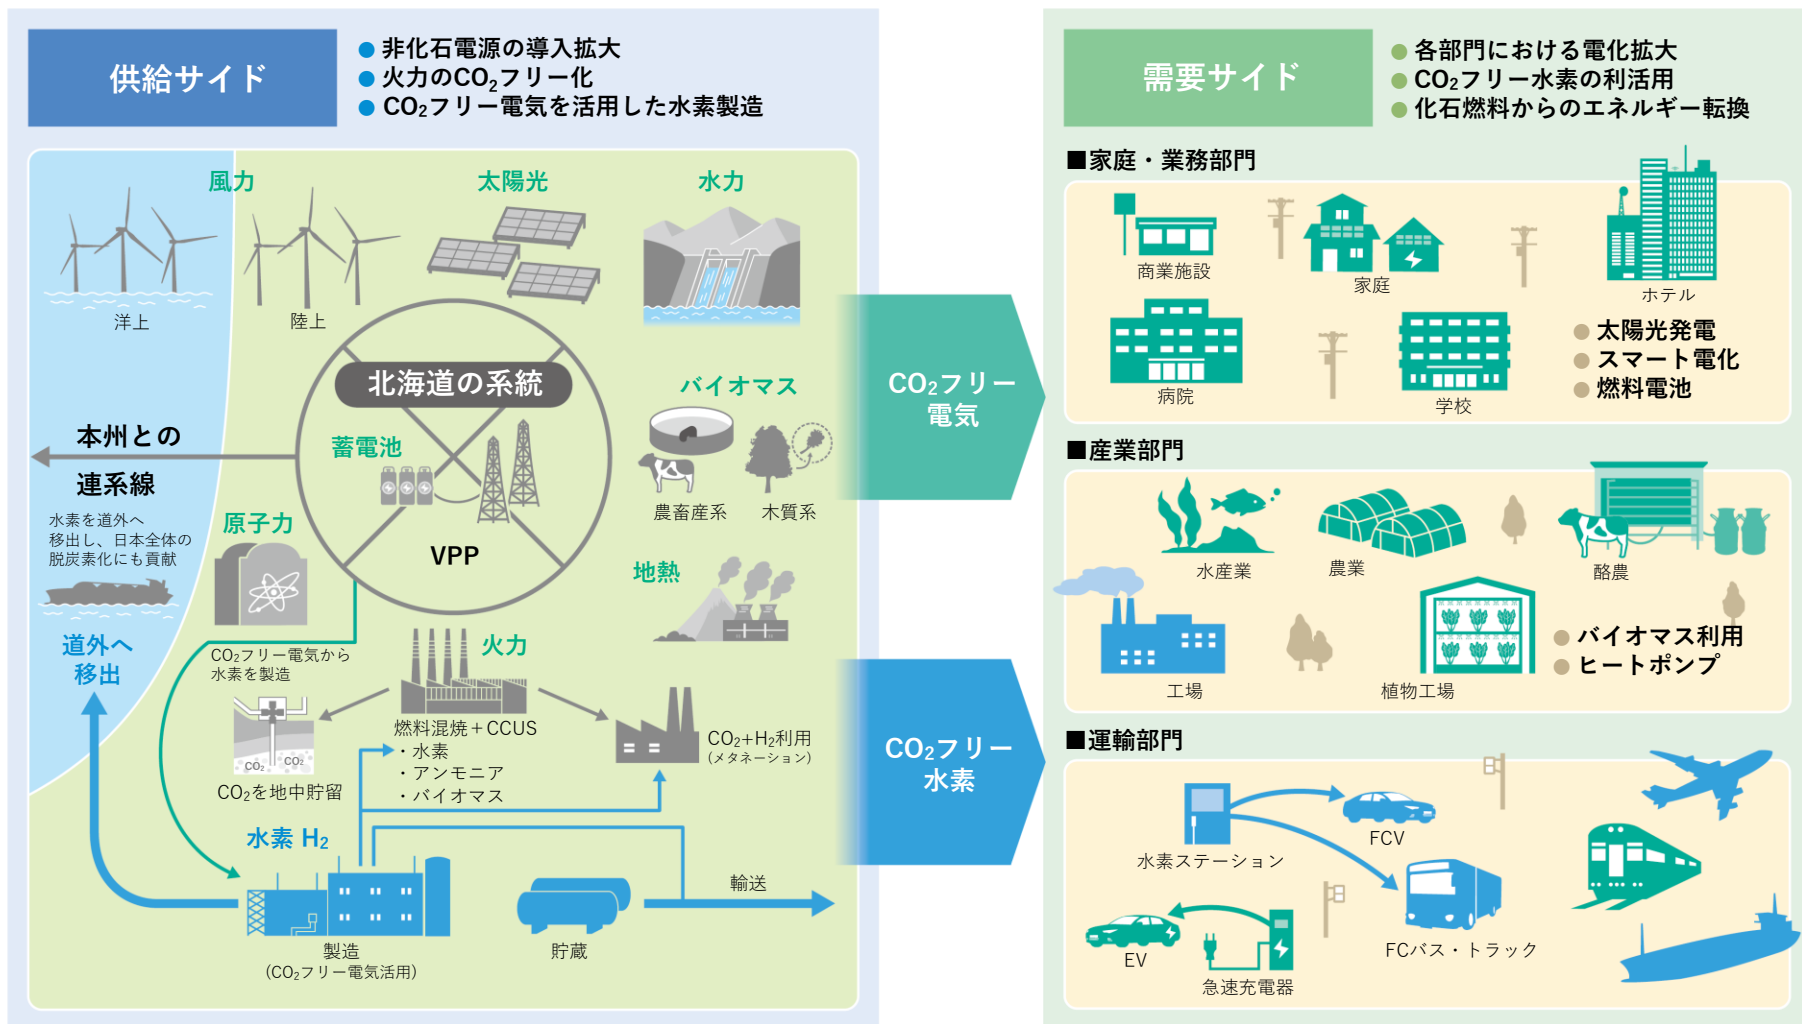 供給サイド
● 非化石電源の導入拡大
● 火力のCO₂フリー化
● CO₂フリー電気を活用した水素製造
風力
太陽光
水力
洋上
陸上
北海道の系統
蓄電池
VPP
本州との
連系線
水素を道外へ
移出し、日本全体の
脱炭素化にも貢献
道外へ
移出
原子力
バイオマス
農畜産系
木質系
地熱
CO₂フリー電気から
水素を製造
火力
燃料混焼＋CCUS
・水素
・アンモニア
・バイオマス
CO₂
CO₂
CO₂を地中貯留
CO₂+H₂利用
(メタネーション)
水素 H₂
製造
(CO₂フリー電気活用)
貯蔵
輸送
CO₂フリー
電気
CO₂フリー
水素
需要サイド
● 各部門における電化拡大
● CO₂フリー水素の利活用
● 化石燃料からのエネルギー転換
■家庭・業務部門
商業施設
家庭
ホテル
病院
学校
● 太陽光発電
● スマート電化
● 燃料電池
■産業部門
水産業
農業
酪農
工場
植物工場
● バイオマス利用
● ヒートポンプ
■運輸部門
水素ステーション
FCV
FCバス・トラック
EV
急速充電器